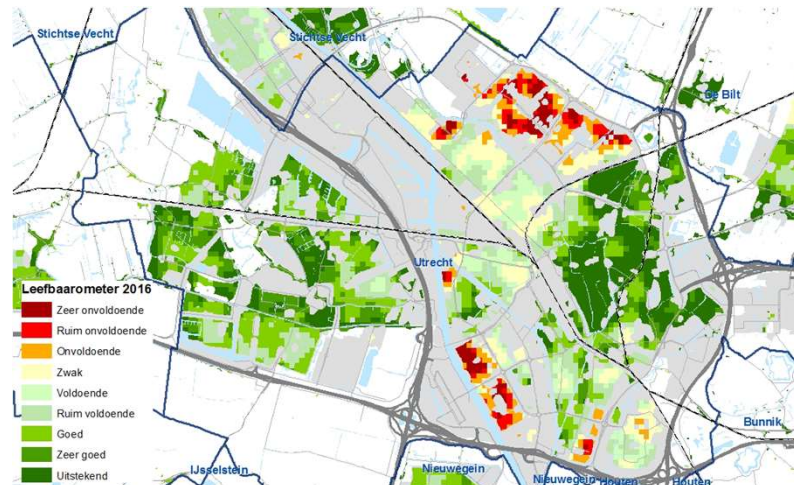 Stichtse Vecht
Stichtse Vecht
De Bilt
Utrecht
Leefbaarometer 2016
Zeer onvoldoende
Ruim onvoldoende
Onvoldoende
Zwak
Voldoende
Ruim voldoende
Goed
Zeer goed
Uitstekend
Bunnik
IJsselstein
Nieuwegein
Nieuwegein
Houten
Houten